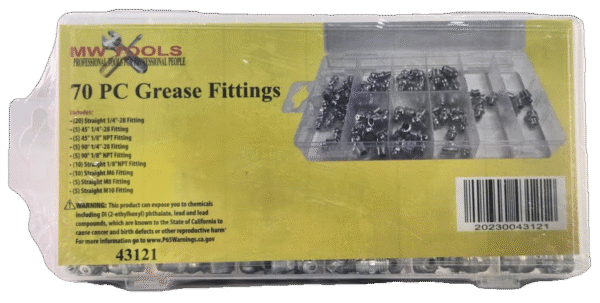 MW TOOLS
PROFESSIONAL TOOLS FOR PROFESSIONAL PEOPLE
70 PC Grease Fittings
Includes:
-(20) Straight 1/4"-28 Fitting
-(5) 45° 1/4"-28 Fitting
-(5) 45° 1/8" NPT Fitting
-(5) 90° 1/4"-28 Fitting
-(5) 90° 1/8" NPT Fitting
-(10) Straight 1/8"NPT Fitting
-(10) Straight M6 Fitting
-(5) Straight M8 Fitting
-(5) Straight M10 Fitting
WARNING: This product can expose you to chemicals
including Di (2-ethylhexyl) phthalate, lead and lead
compounds, which are known to the State of California to
cause cancer and birth defects or other reproductive harm"
For more information go to www.P65Warnings.ca.gov
43121
20230043121